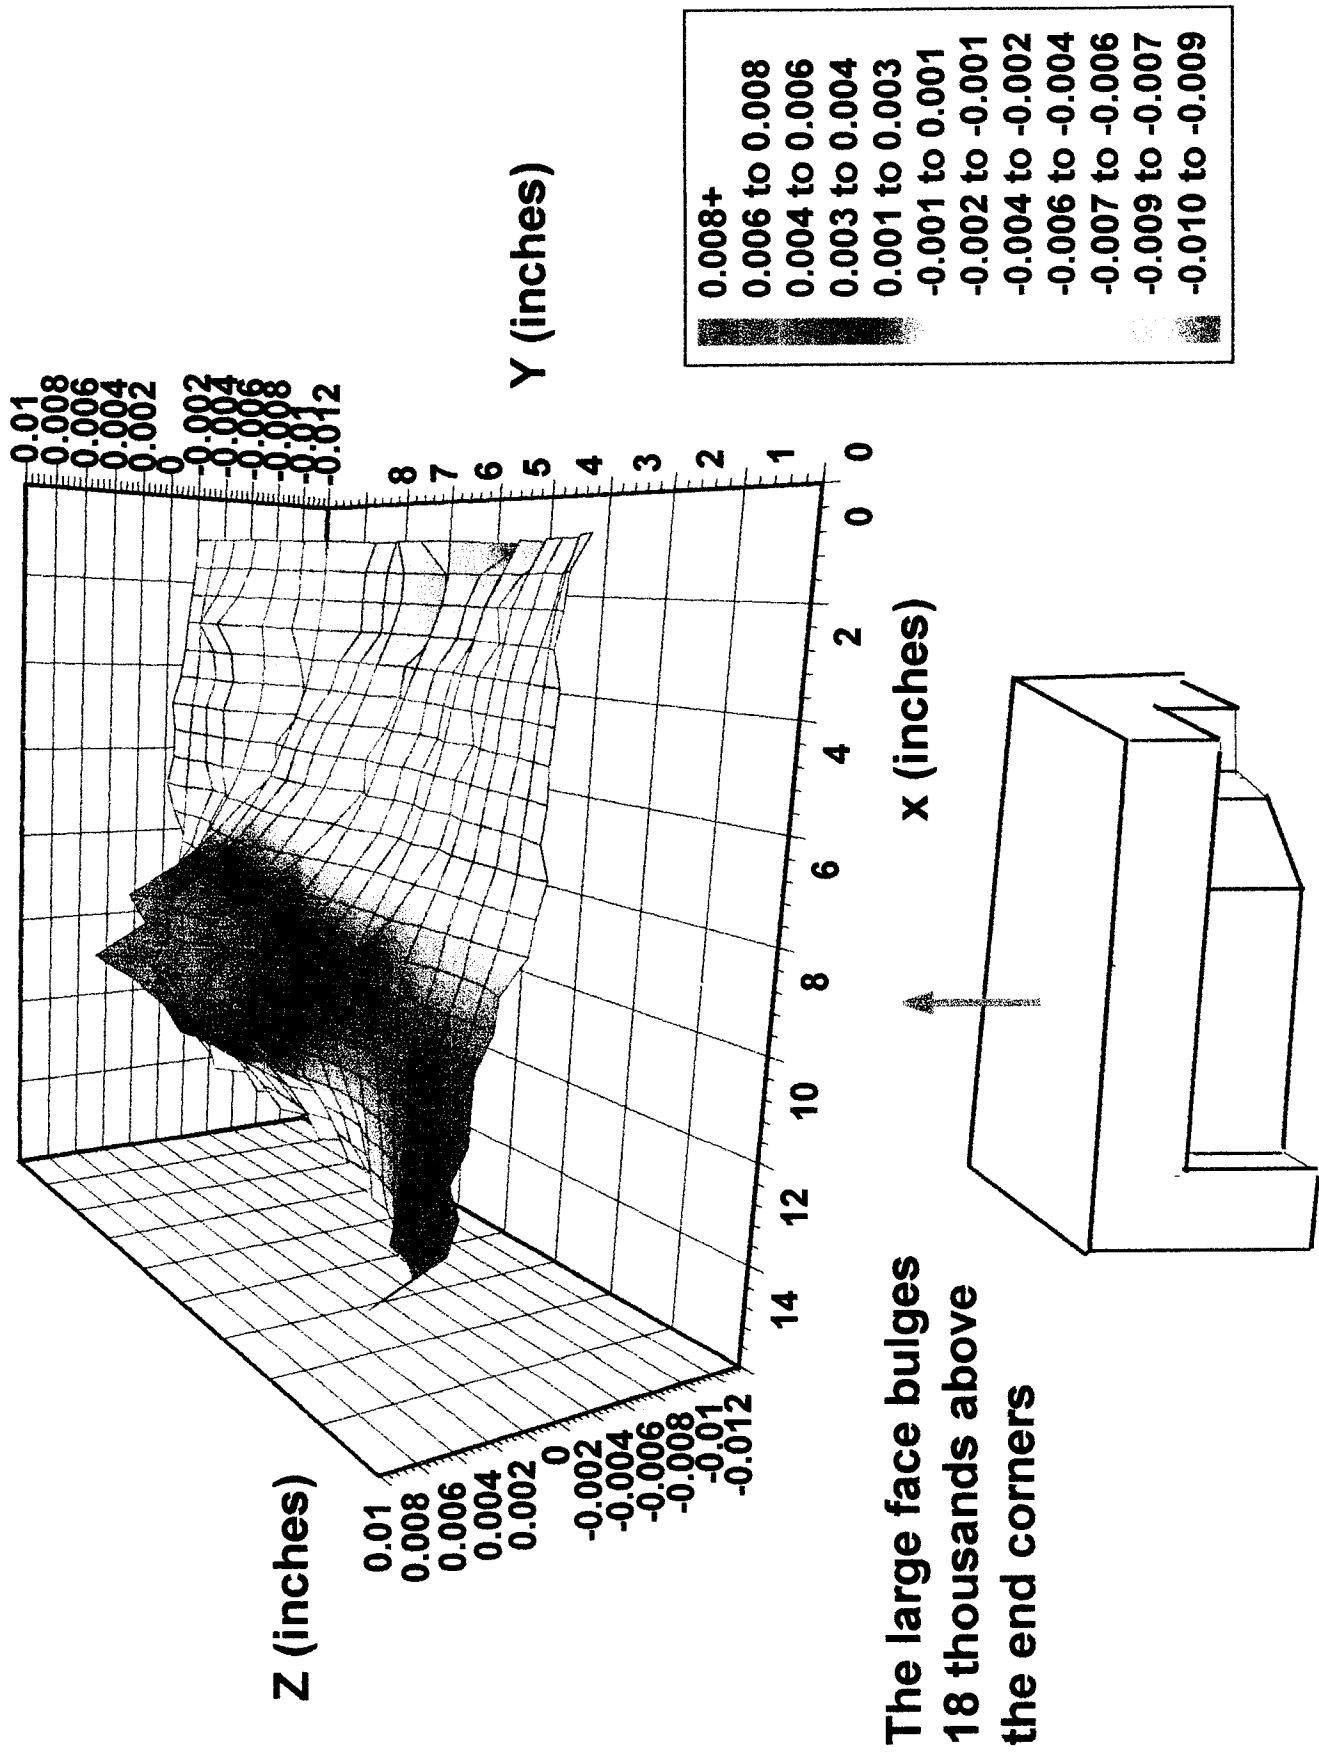 Z (inches)
0.01
0.008
0.006
0.004
0.002
0
-0.002
-0.004
-0.006
-0.008
-0.01
-0.012
0.01
0.008
0.006
0.004
0.002
0
-0.002
-0.004
-0.006
-0.008
-0.01
-0.012
8
7
6
5
4
3
2
1
0
Y (inches)
14
12
10
8
6
4
2
0
X (inches)
0.008+
0.006 to 0.008
0.004 to 0.006
0.003 to 0.004
0.001 to 0.003
-0.001 to 0.001
-0.002 to -0.001
-0.004 to -0.002
-0.006 to -0.004
-0.007 to -0.006
-0.009 to -0.007
-0.010 to -0.009
The large face bulges
18 thousands above
the end corners